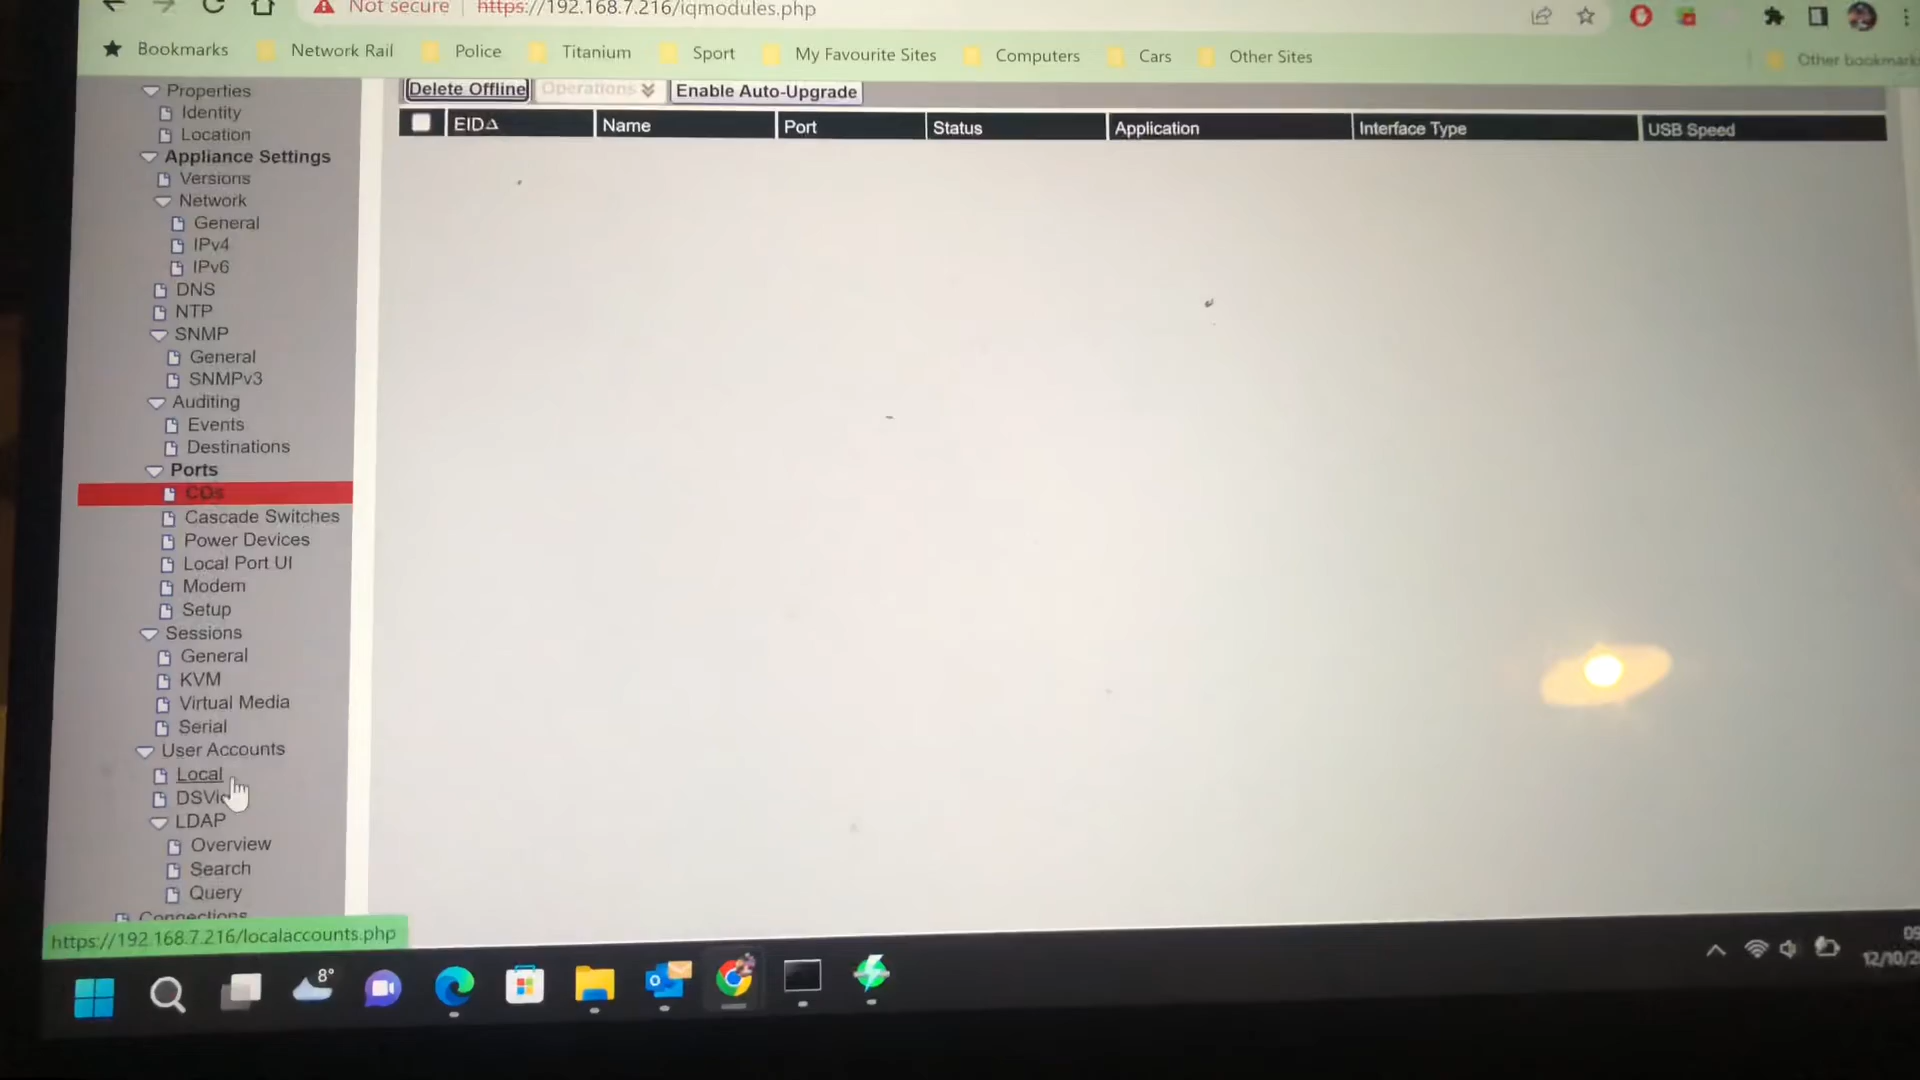 Not secure https://192.168.7.216/iqmodules.php
Bookmarks Network Rail Police Titanium Sport My Favourite Sites Computers Cars Other Sites Other bookmarks
Properties
Identity
Location
Appliance Settings
Versions
Network
General
IPv4
IPv6
DNS
NTP
SNMP
General
SNMPv3
Auditing
Events
Destinations
Ports
COs
Cascade Switches
Power Devices
Local Port UI
Modem
Setup
Sessions
General
KVM
Virtual Media
Serial
User Accounts
Local
LDAP
Overview
Search
Query
Connections
Delete Offline Operations Enable Auto-Upgrade
EID Name Port Status Application Interface Type USB Speed
https://192.168.7.216/localaccounts.php
8°